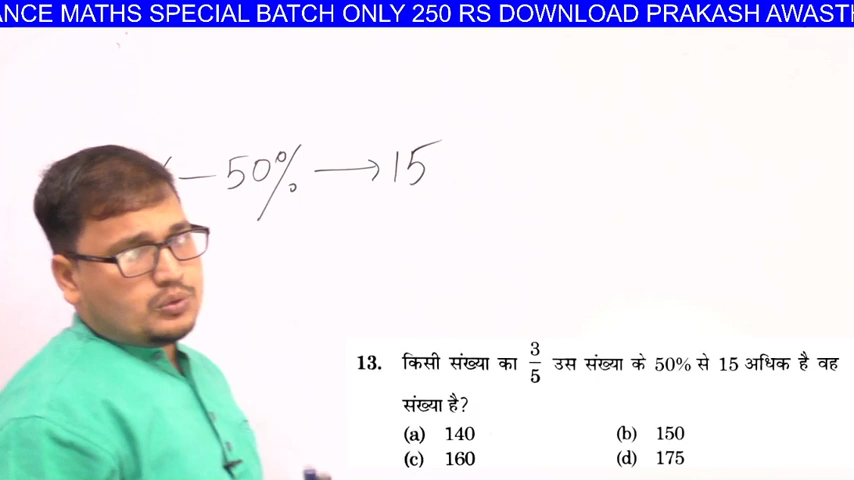 ANCE MATHS SPECIAL BATCH ONLY 250 RS DOWNLOAD PRAKASH AWASTH
— 50% → 15
13. किसी संख्या का 3/5 उस संख्या के 50% से 15 अधिक है वह
संख्या है?
(a) 140 (b) 150
(c) 160 (d) 175